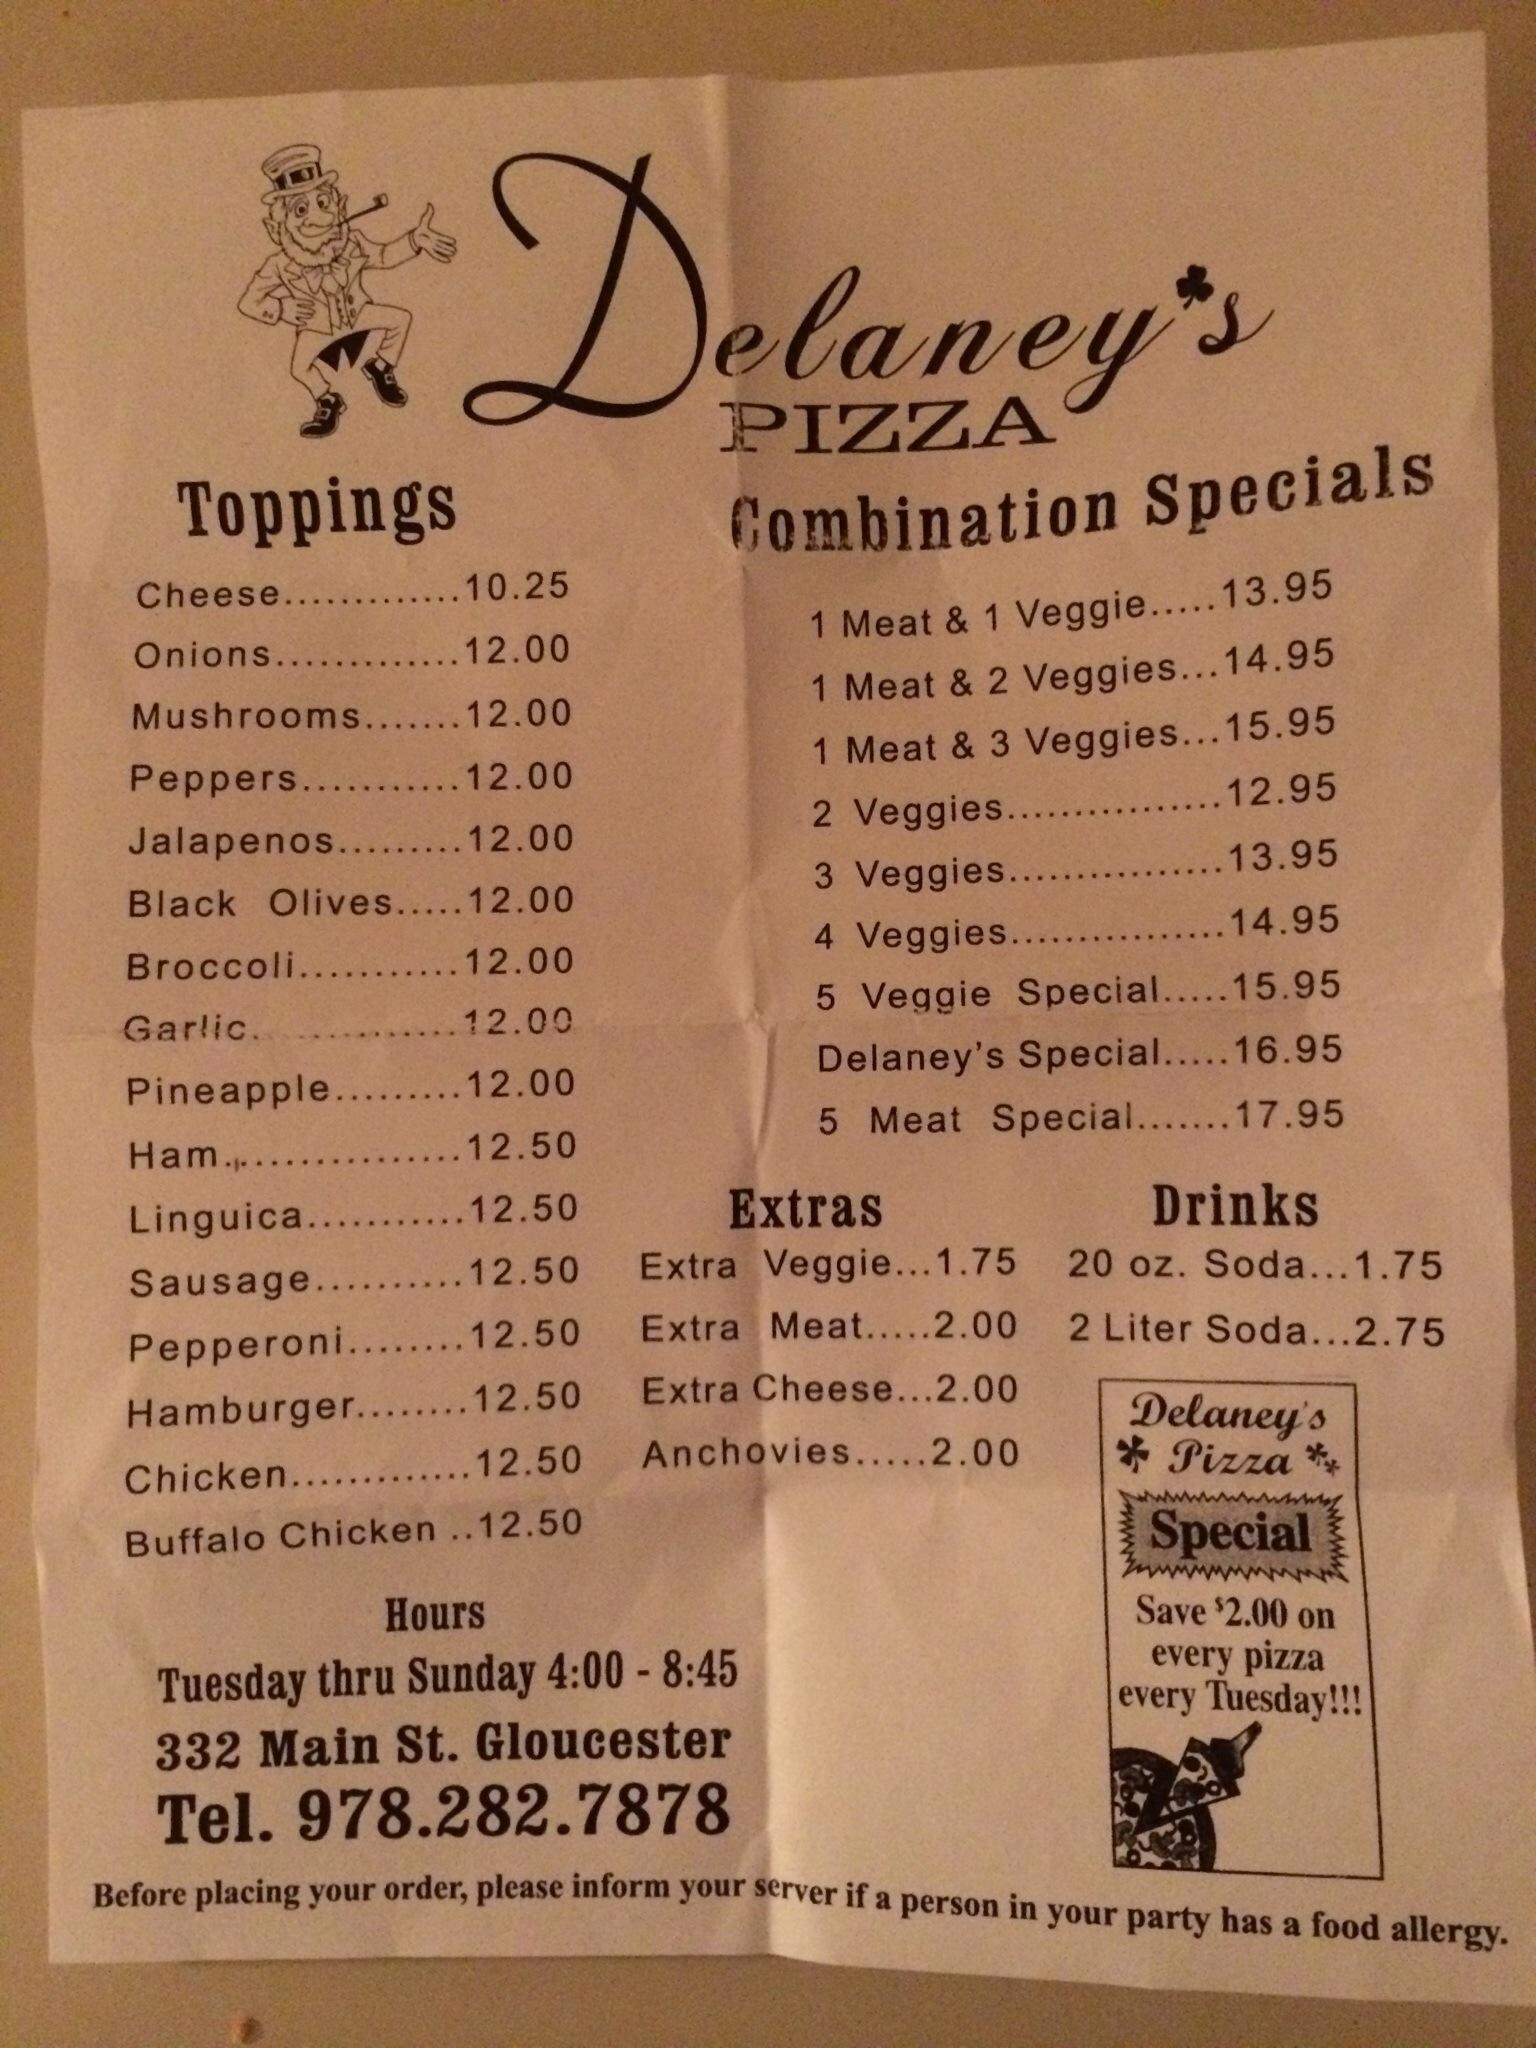 Delaney's
PIZZA
Toppings
Cheese.............10.25
Onions.............12.00
Mushrooms.......12.00
Peppers...........12.00
Jalapenos.........12.00
Black Olives.....12.00
Broccoli...........12.00
Garlic..............12.00
Pineapple.........12.00
Ham.................12.50
Linguica...........12.50
Sausage..........12.50
Pepperoni........12.50
Hamburger........12.50
Chicken.............12.50
Buffalo Chicken ..12.50
Combination Specials
1 Meat & 1 Veggie.....13.95
1 Meat & 2 Veggies...14.95
1 Meat & 3 Veggies...15.95
2 Veggies................12.95
3 Veggies................13.95
4 Veggies................14.95
5 Veggie Special.....15.95
Delaney's Special.....16.95
5 Meat Special.......17.95
Extras
Extra Veggie...1.75
Extra Meat.....2.00
Extra Cheese...2.00
Anchovies.....2.00
Drinks
20 oz. Soda...1.75
2 Liter Soda...2.75
Delaney's
Pizza
Special
Save $2.00 on
every pizza
every Tuesday!!!
Hours
Tuesday thru Sunday 4:00 - 8:45
332 Main St. Gloucester
Tel. 978.282.7878
Before placing your order, please inform your server if a person in your party has a food allergy.